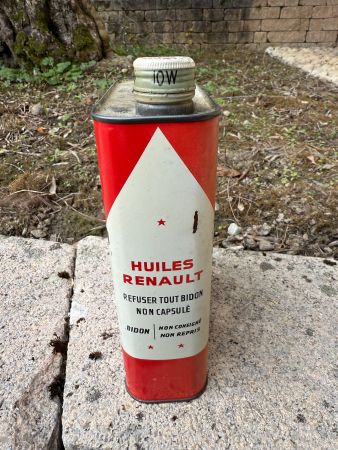 10W
HUILES
RENAULT
REFUSER TOUT BIDON
NON CAPSULÉ
BIDON | NON CONSIGNÉ
NON REPRIS